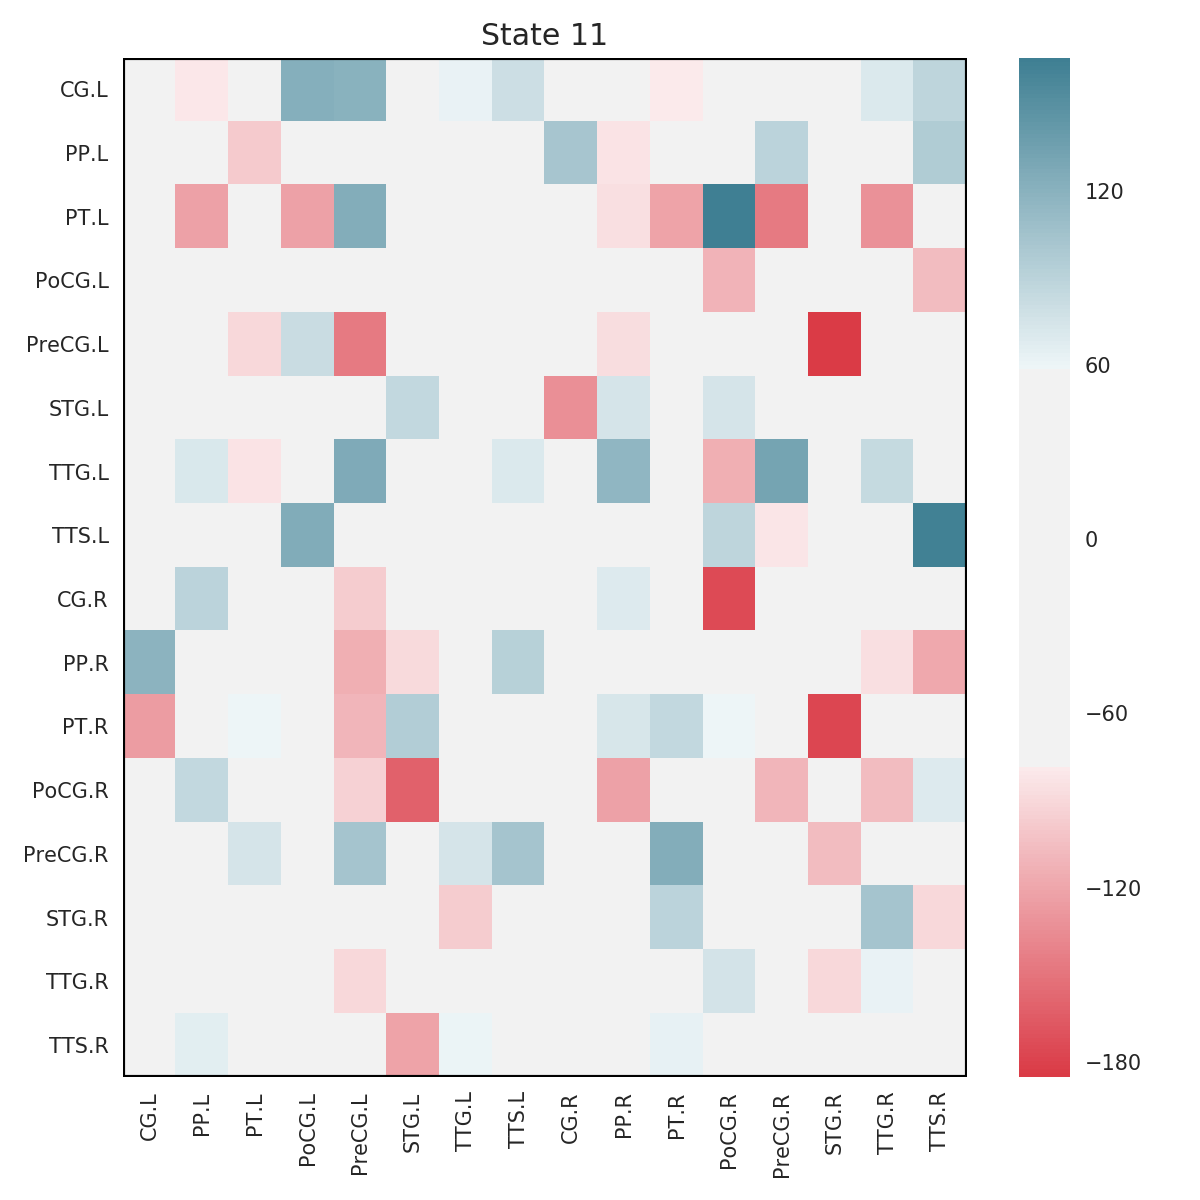 State 11
CG.L
PP.L
PT.L
PoCG.L
PreCG.L
STG.L
TTG.L
TTS.L
CG.R
PP.R
PT.R
PoCG.R
PreCG.R
STG.R
TTG.R
TTS.R
CG.L
PP.L
PT.L
PoCG.L
PreCG.L
STG.L
TTG.L
TTS.L
CG.R
PP.R
PT.R
PoCG.R
PreCG.R
STG.R
TTG.R
TTS.R
120
60
0
−60
−120
−180